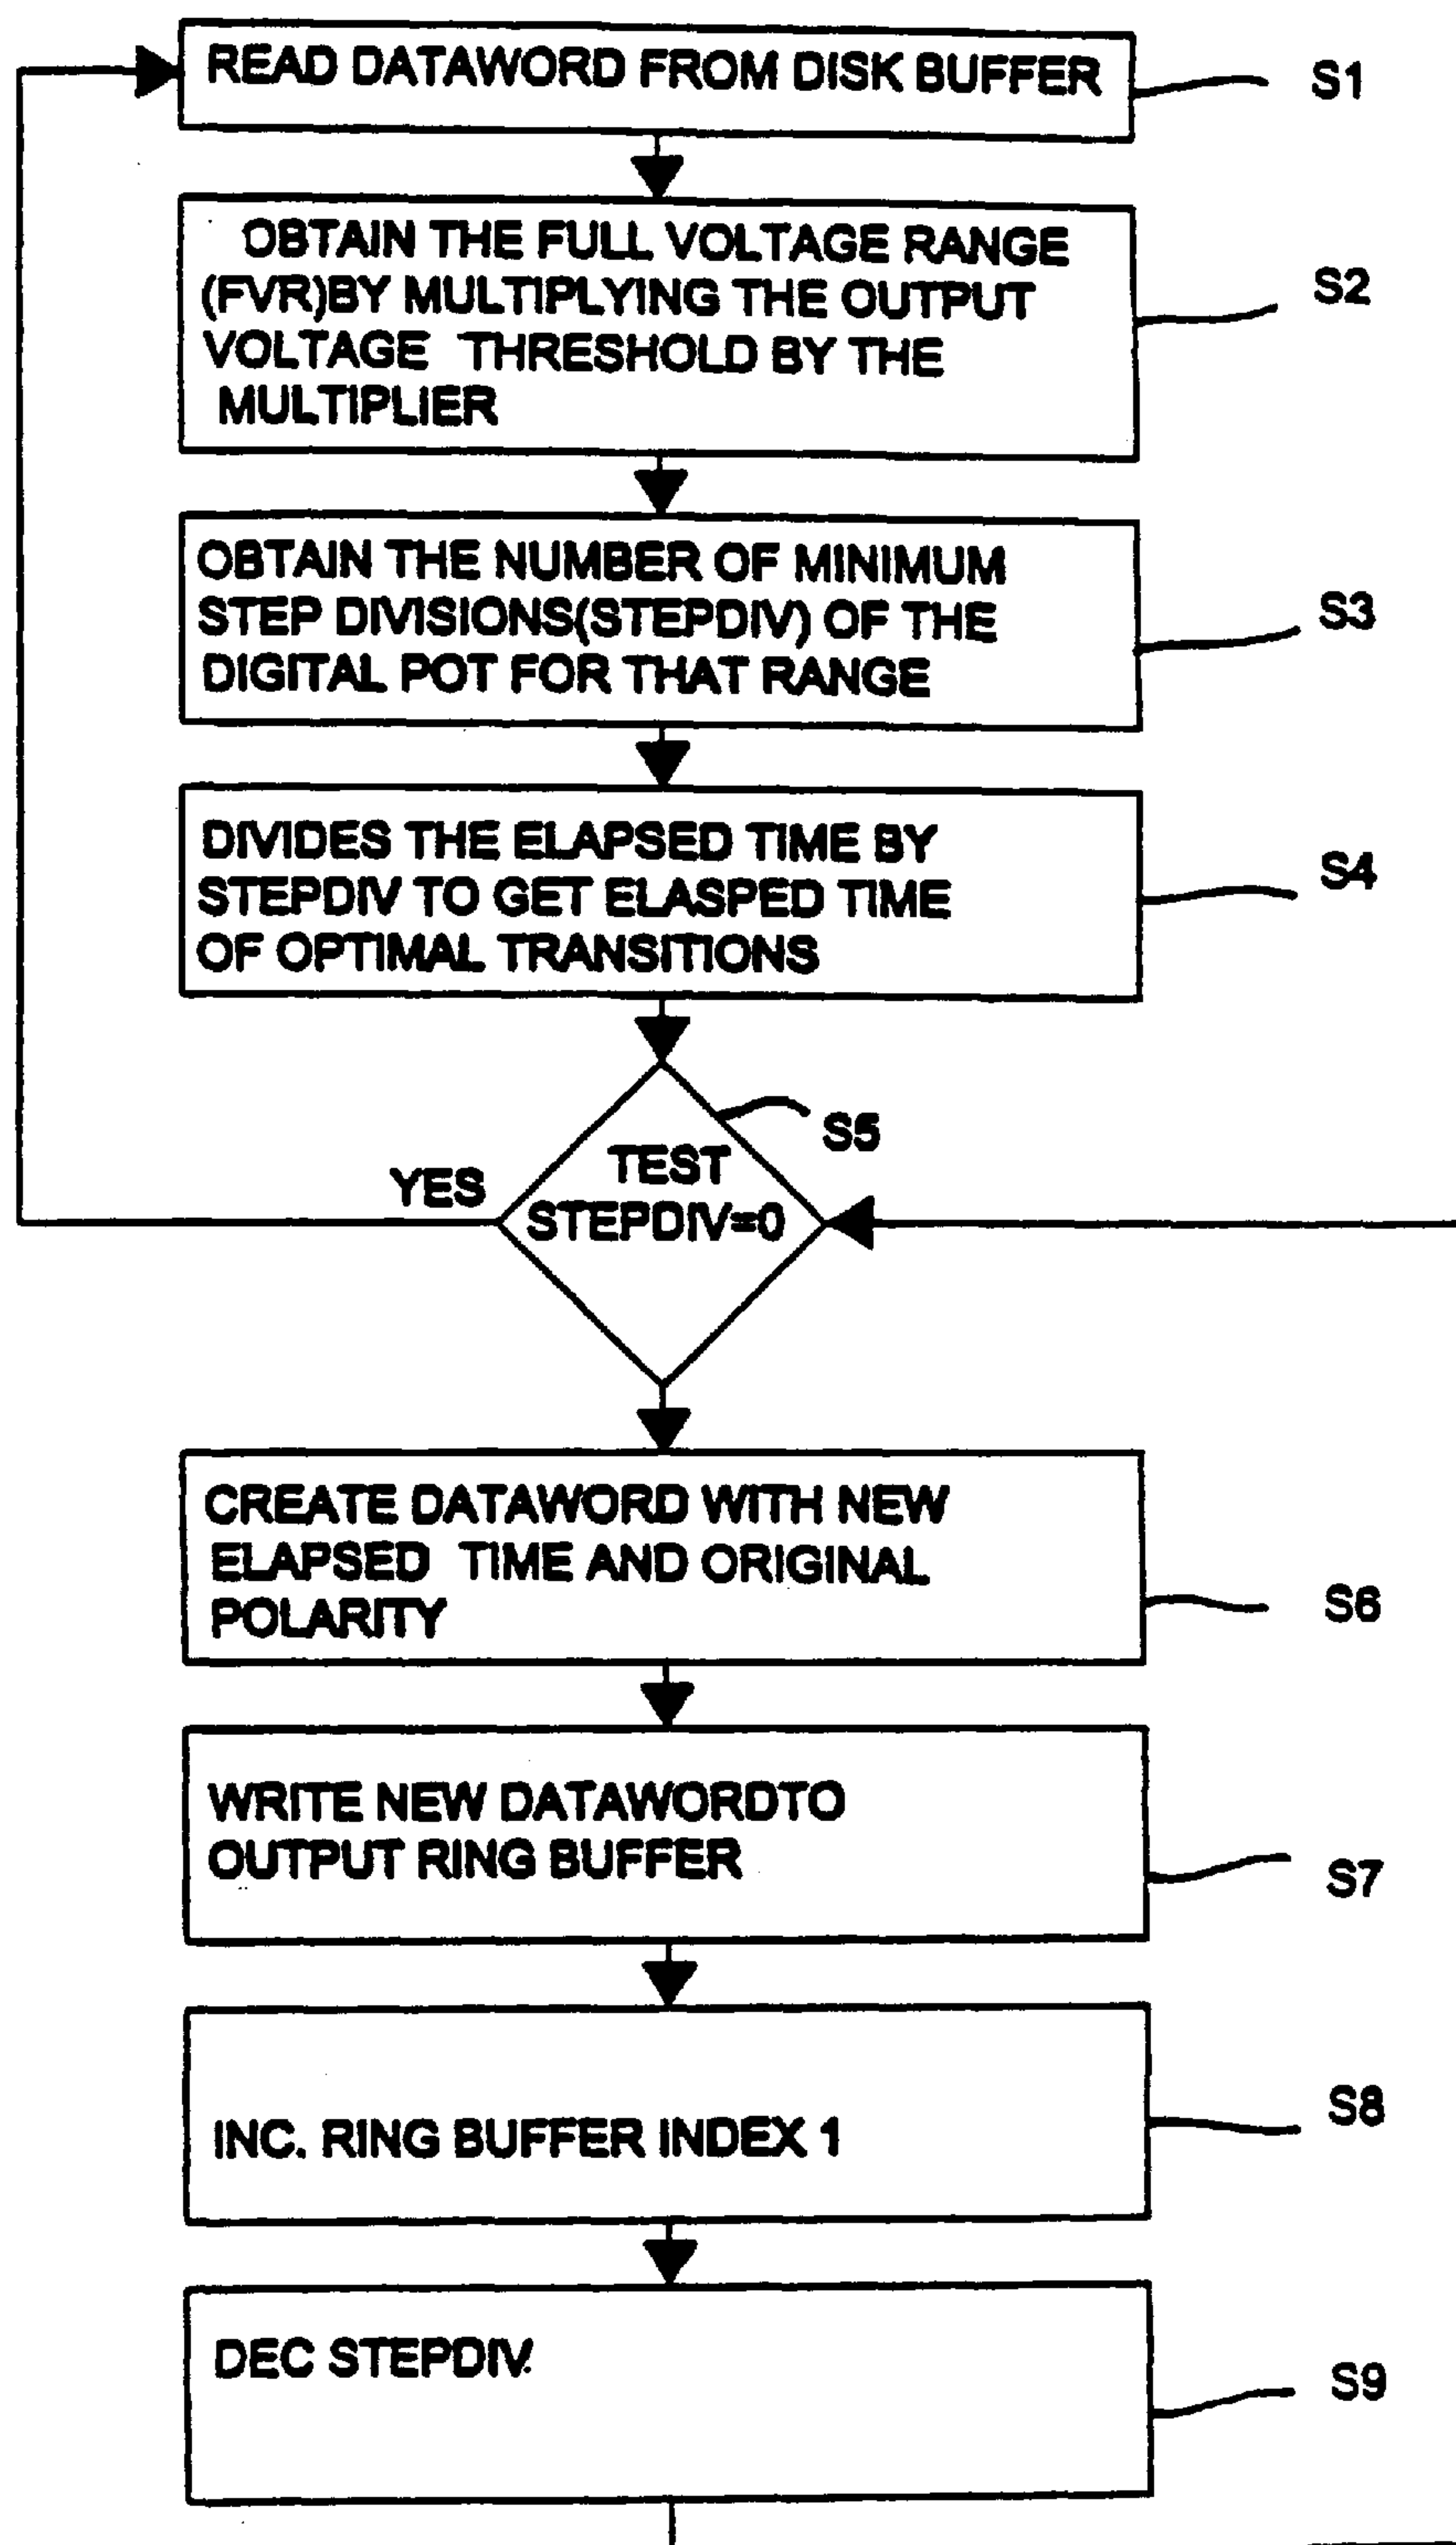 READ DATAWORD FROM DISK BUFFER
S1
OBTAIN THE FULL VOLTAGE RANGE
(FVR)BY MULTIPLYING THE OUTPUT
VOLTAGE THRESHOLD BY THE
MULTIPLIER
S2
OBTAIN THE NUMBER OF MINIMUM
STEP DIVISIONS(STEPDIV) OF THE
DIGITAL POT FOR THAT RANGE
S3
DIVIDES THE ELAPSED TIME BY
STEPDIV TO GET ELASPED TIME
OF OPTIMAL TRANSITIONS
S4
S5
YES
TEST
STEPDIV=0
CREATE DATAWORD WITH NEW
ELAPSED TIME AND ORIGINAL
POLARITY
S6
WRITE NEW DATAWORDTO
OUTPUT RING BUFFER
S7
INC. RING BUFFER INDEX 1
S8
DEC STEPDIV.
S9